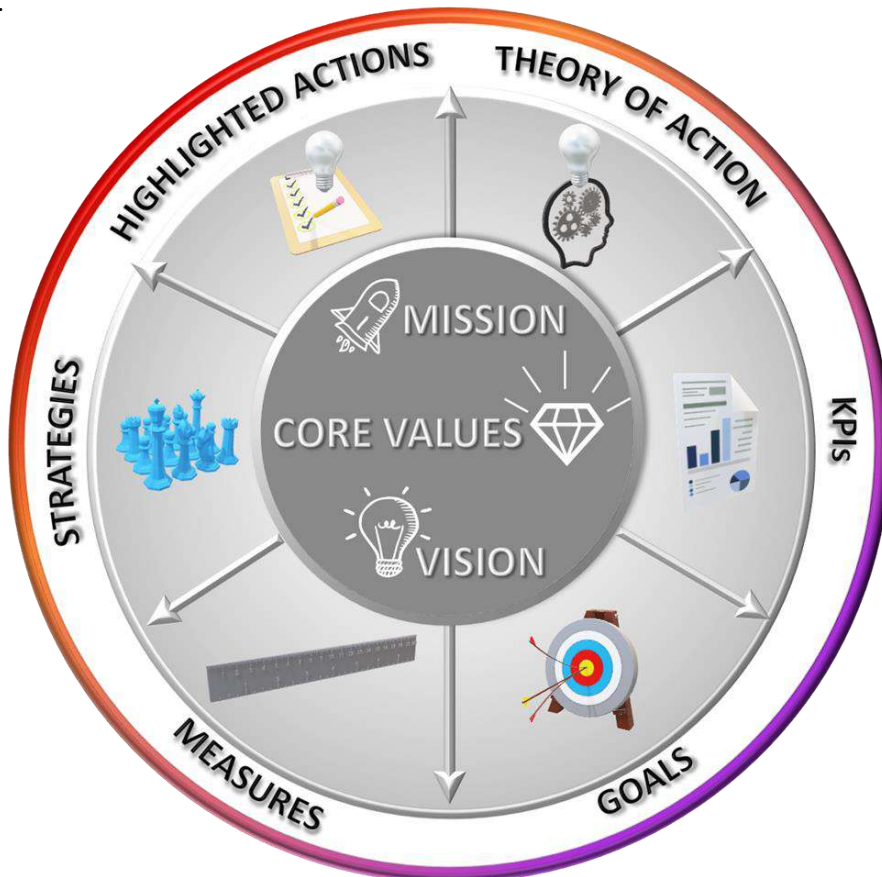 HIGHLIGHTED ACTIONS
THEORY OF ACTION
KPIs
GOALS
MEASURES
STRATEGIES
MISSION
CORE VALUES
VISION